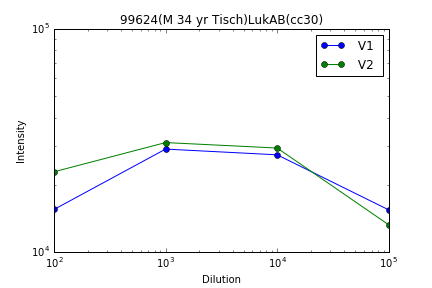 99624(M 34 yr Tisch)LukAB(cc30)
10^5
V1
V2
Intensity
10^4
10^2 10^3 10^4 10^5
Dilution